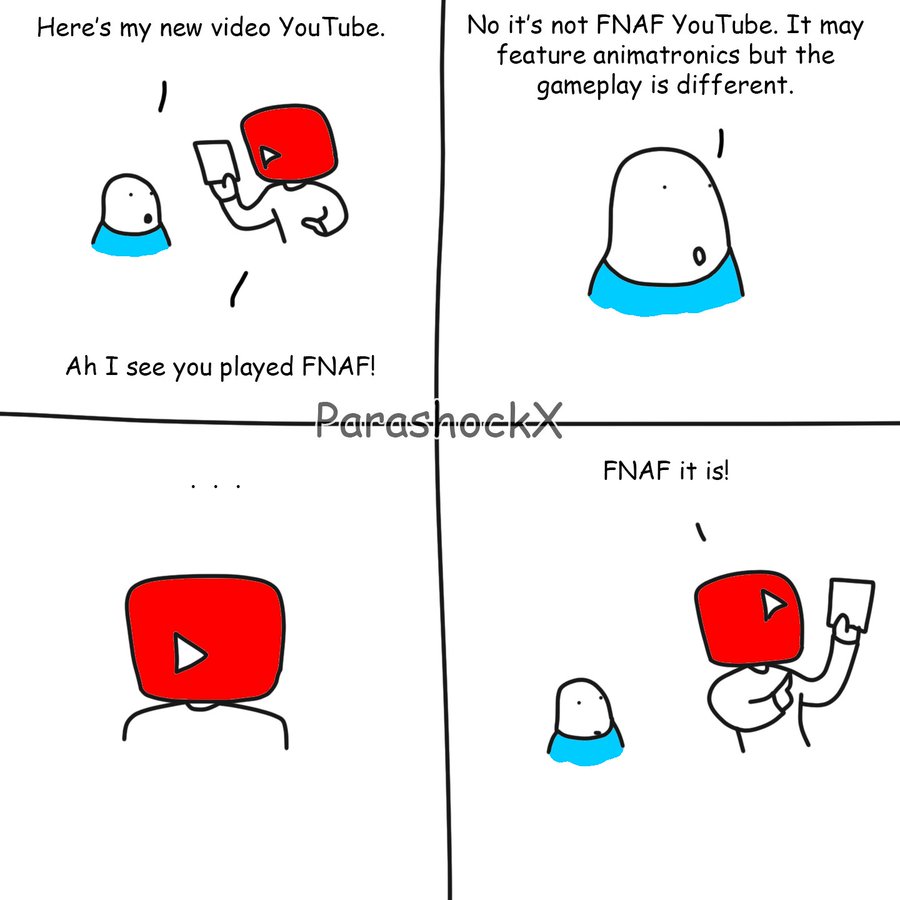 Here's my new video YouTube.
Ah I see you played FNAF!
No it's not FNAF YouTube. It may
feature animatronics but the
gameplay is different.
ParashockX
. . .
FNAF it is!